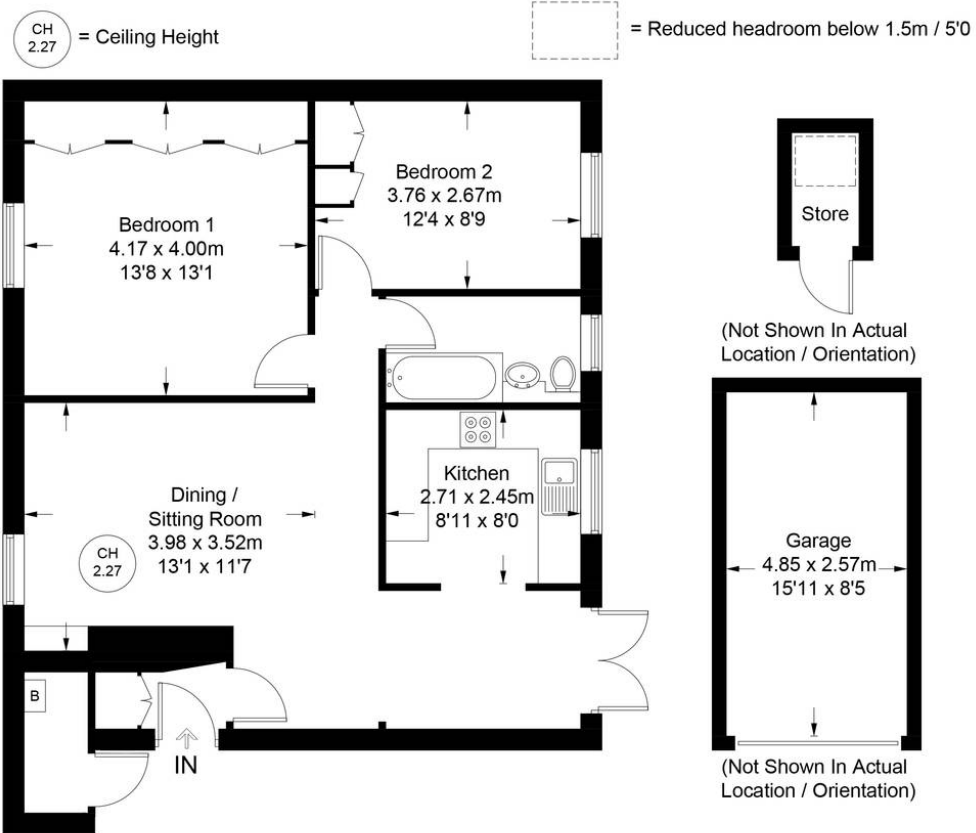 CH
2.27
= Ceiling Height
= Reduced headroom below 1.5m / 5'0
Bedroom 1
4.17 x 4.00m
13'8 x 13'1
Bedroom 2
3.76 x 2.67m
12'4 x 8'9
Store
(Not Shown In Actual
Location / Orientation)
Kitchen
2.71 x 2.45m
8'11 x 8'0
Dining /
Sitting Room
3.98 x 3.52m
13'1 x 11'7
CH
2.27
Garage
4.85 x 2.57m
15'11 x 8'5
(Not Shown In Actual
Location / Orientation)
B
IN